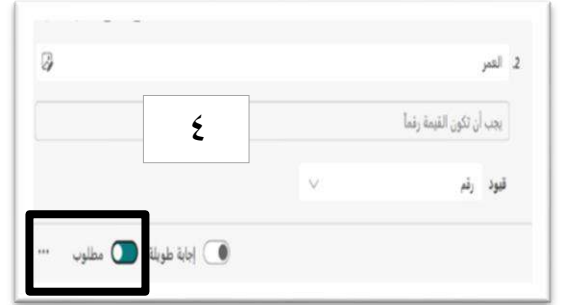 2. العمر
يجب أن تكون القيمة رقماً
٤
قيود رقم
إجابة طويلة مطلوب ...